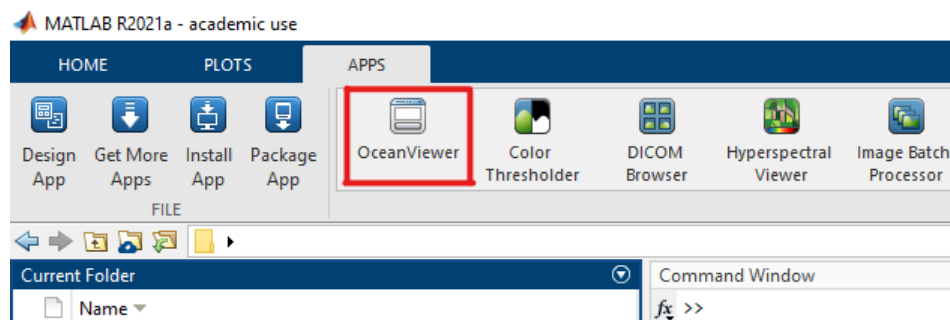 MATLAB R2021a - academic use
HOME PLOTS APPS
Design App
Get More Apps
Install App
Package App
OceanViewer
Color Thresholder
DICOM Browser
Hyperspectral Viewer
Image Batch Processor
FILE
Current Folder
Command Window
Name
fx >>